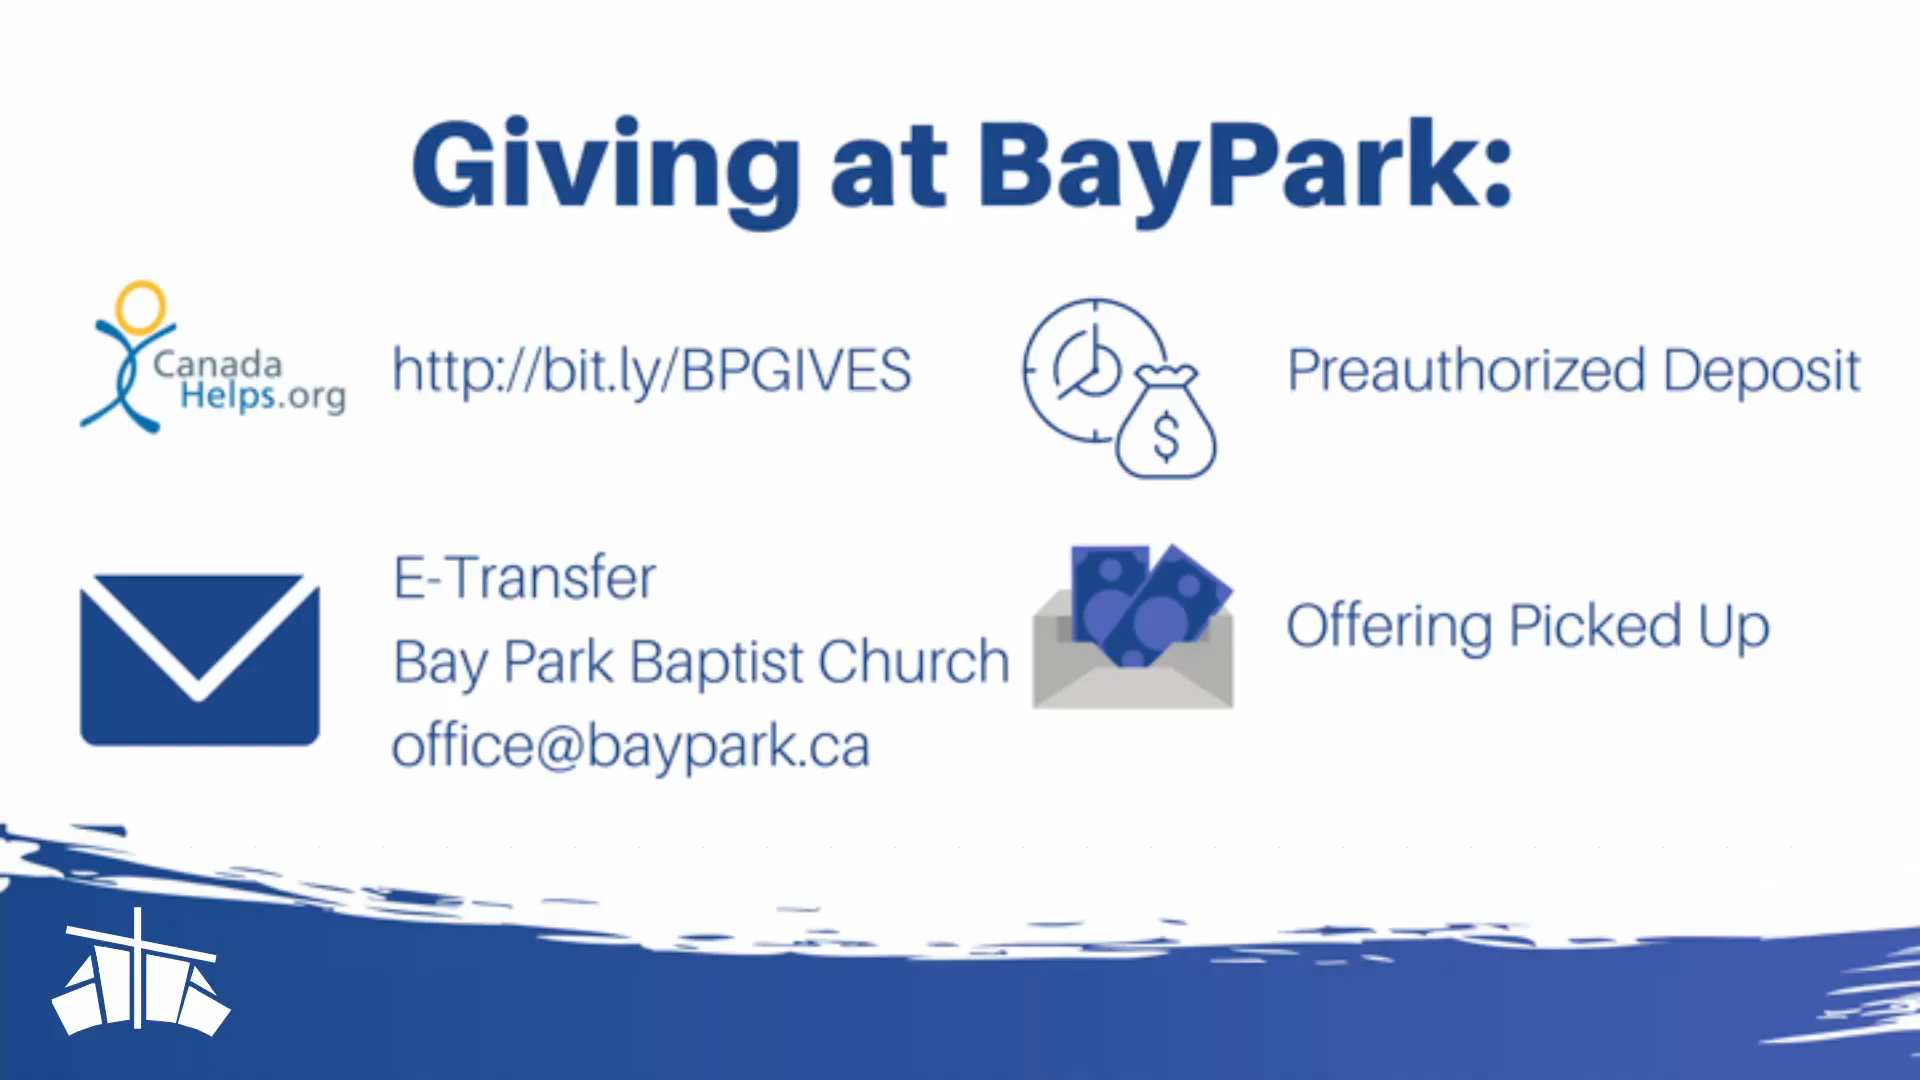 Giving at BayPark:
Canada
Helps.org
http://bit.ly/BPGIVES
$
Preauthorized Deposit
E-Transfer
Bay Park Baptist Church
office@baypark.ca
Offering Picked Up